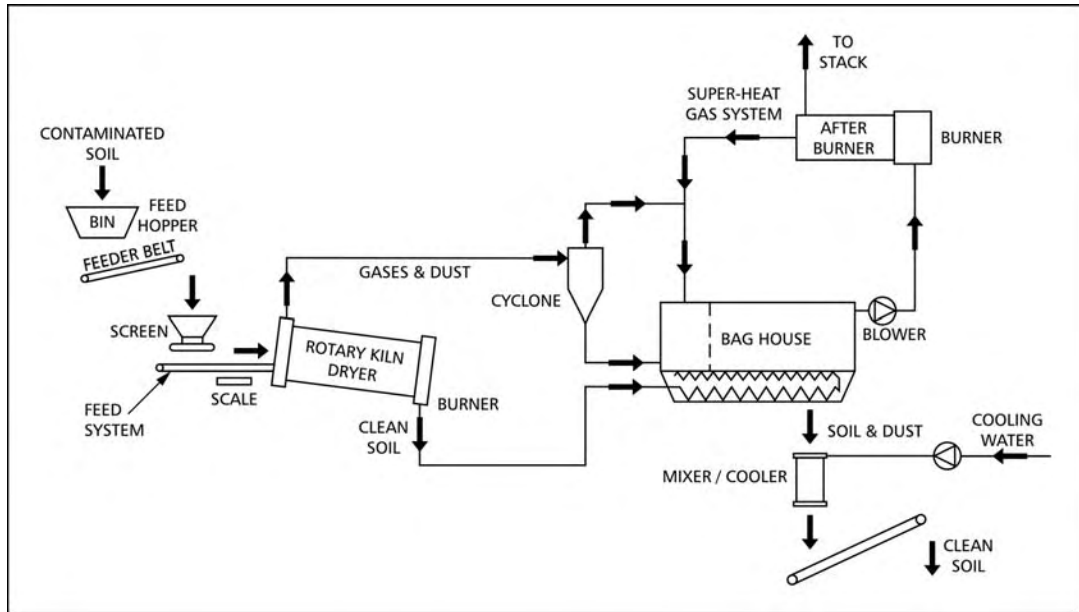 CONTAMINATED
SOIL
BIN
FEED
HOPPER
FEEDER BELT
SCREEN
FEED
SYSTEM
SCALE
ROTARY KILN
DRYER
BURNER
CLEAN
SOIL
GASES & DUST
CYCLONE
SUPER-HEAT
GAS SYSTEM
TO
STACK
AFTER
BURNER
BURNER
BAG HOUSE
BLOWER
SOIL & DUST
COOLING
WATER
MIXER / COOLER
CLEAN
SOIL